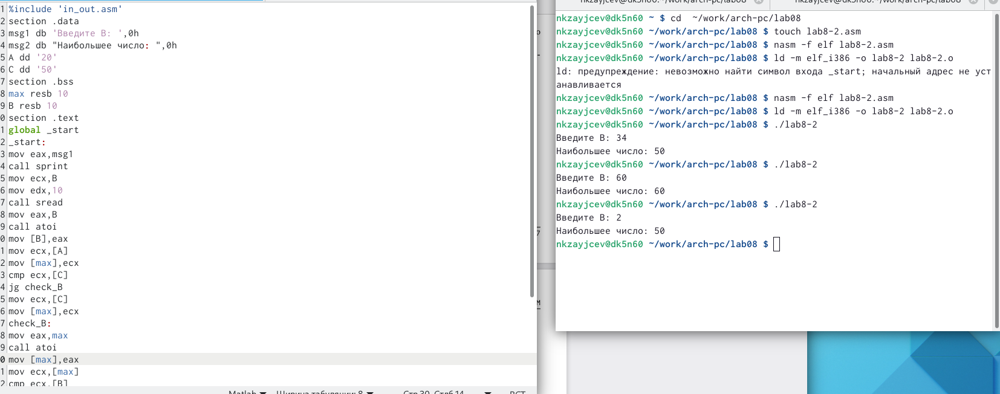 1 %include 'in_out.asm'
2 section .data
3 msg1 db 'Введите В: ',0h
4 msg2 db "Наибольшее число: ",0h
5 A dd '20'
6 C dd '50'
7 section .bss
8 max resb 10
9 B resb 10
0 section .text
1 global _start
2 _start:
3 mov eax,msg1
4 call sprint
5 mov ecx,B
6 mov edx,10
7 call sread
8 mov eax,B
9 call atoi
0 mov [B],eax
1 mov ecx,[A]
2 mov [max],ecx
3 cmp ecx,[C]
4 jg check_B
5 mov ecx,[C]
6 mov [max],ecx
7 check_B:
8 mov eax,max
9 call atoi
0 mov [max],eax
1 mov ecx,[max]
2 cmp ecx,[B]
Matlab Ширина табуляции: 8 Стр 30, Стлб 14 ВСТ
nkzayjcev@dk5n60:~/work/arch-pc/lab08 nkzayjcev@dk5n60:~/work/arch-pc/lab08
nkzayjcev@dk5n60 ~ $ cd  ~/work/arch-pc/lab08
nkzayjcev@dk5n60 ~/work/arch-pc/lab08 $ touch lab8-2.asm
nkzayjcev@dk5n60 ~/work/arch-pc/lab08 $ nasm -f elf lab8-2.asm
nkzayjcev@dk5n60 ~/work/arch-pc/lab08 $ ld -m elf_i386 -o lab8-2 lab8-2.o
ld: предупреждение: невозможно найти символ входа _start; начальный адрес не уст
анавливается
nkzayjcev@dk5n60 ~/work/arch-pc/lab08 $ nasm -f elf lab8-2.asm
nkzayjcev@dk5n60 ~/work/arch-pc/lab08 $ ld -m elf_i386 -o lab8-2 lab8-2.o
nkzayjcev@dk5n60 ~/work/arch-pc/lab08 $ ./lab8-2
Введите В: 34
Наибольшее число: 50
nkzayjcev@dk5n60 ~/work/arch-pc/lab08 $ ./lab8-2
Введите В: 60
Наибольшее число: 60
nkzayjcev@dk5n60 ~/work/arch-pc/lab08 $ ./lab8-2
Введите В: 2
Наибольшее число: 50
nkzayjcev@dk5n60 ~/work/arch-pc/lab08 $